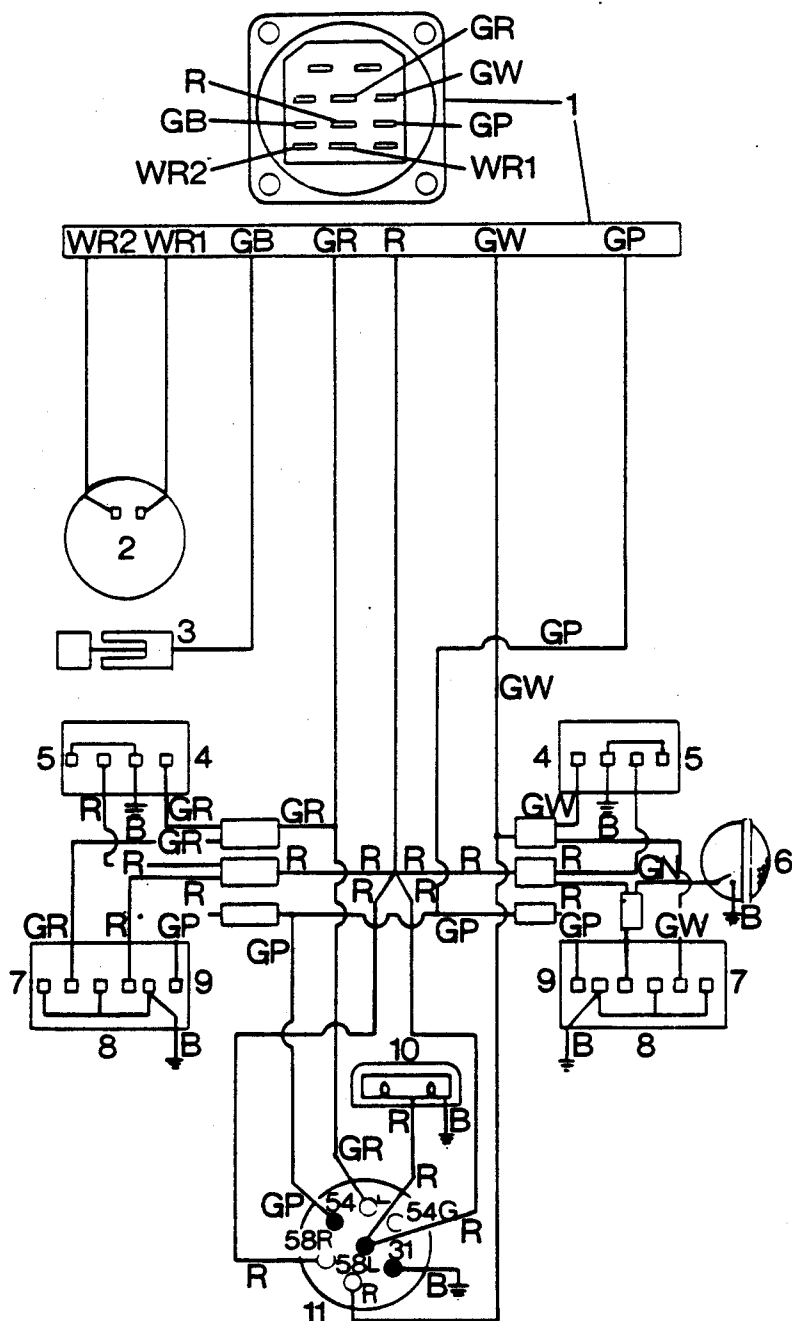 GR
R GW
1
GB GP
WR2 WR1
WR2 WR1 GB GR R GW GP
2
3 GP
GW
5 4 4 5
R GR GR GW
B GR B
R R R R R R GN 6
R R R R
GR R GP GP GP GP GW B
7 9 9 7
8 B B 8
10
R B
GR R
GP 54 L 54G
58R R
58L 31
R R B
11